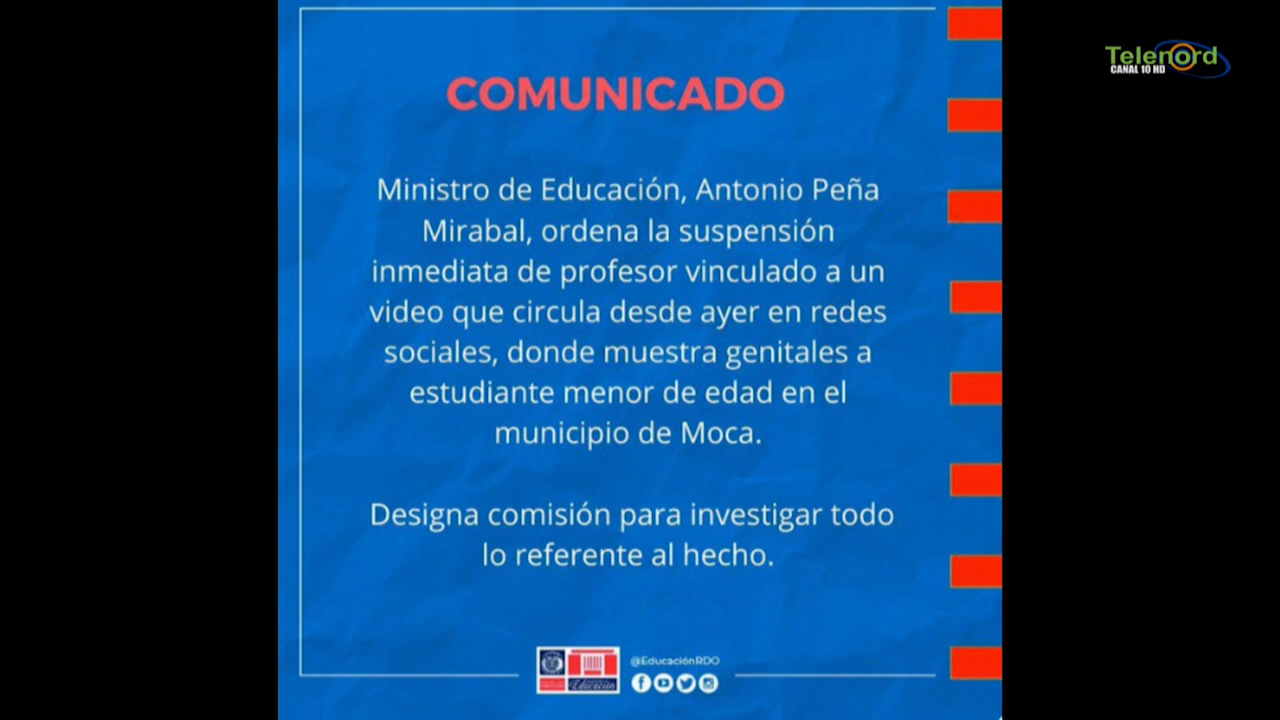 Telenord
CANAL 10 HD
COMUNICADO
Ministro de Educación, Antonio Peña
Mirabal, ordena la suspensión
inmediata de profesor vinculado a un
video que circula desde ayer en redes
sociales, donde muestra genitales a
estudiante menor de edad en el
municipio de Moca.
Designa comisión para investigar todo
lo referente al hecho.
@EducaciónRDO
Educación